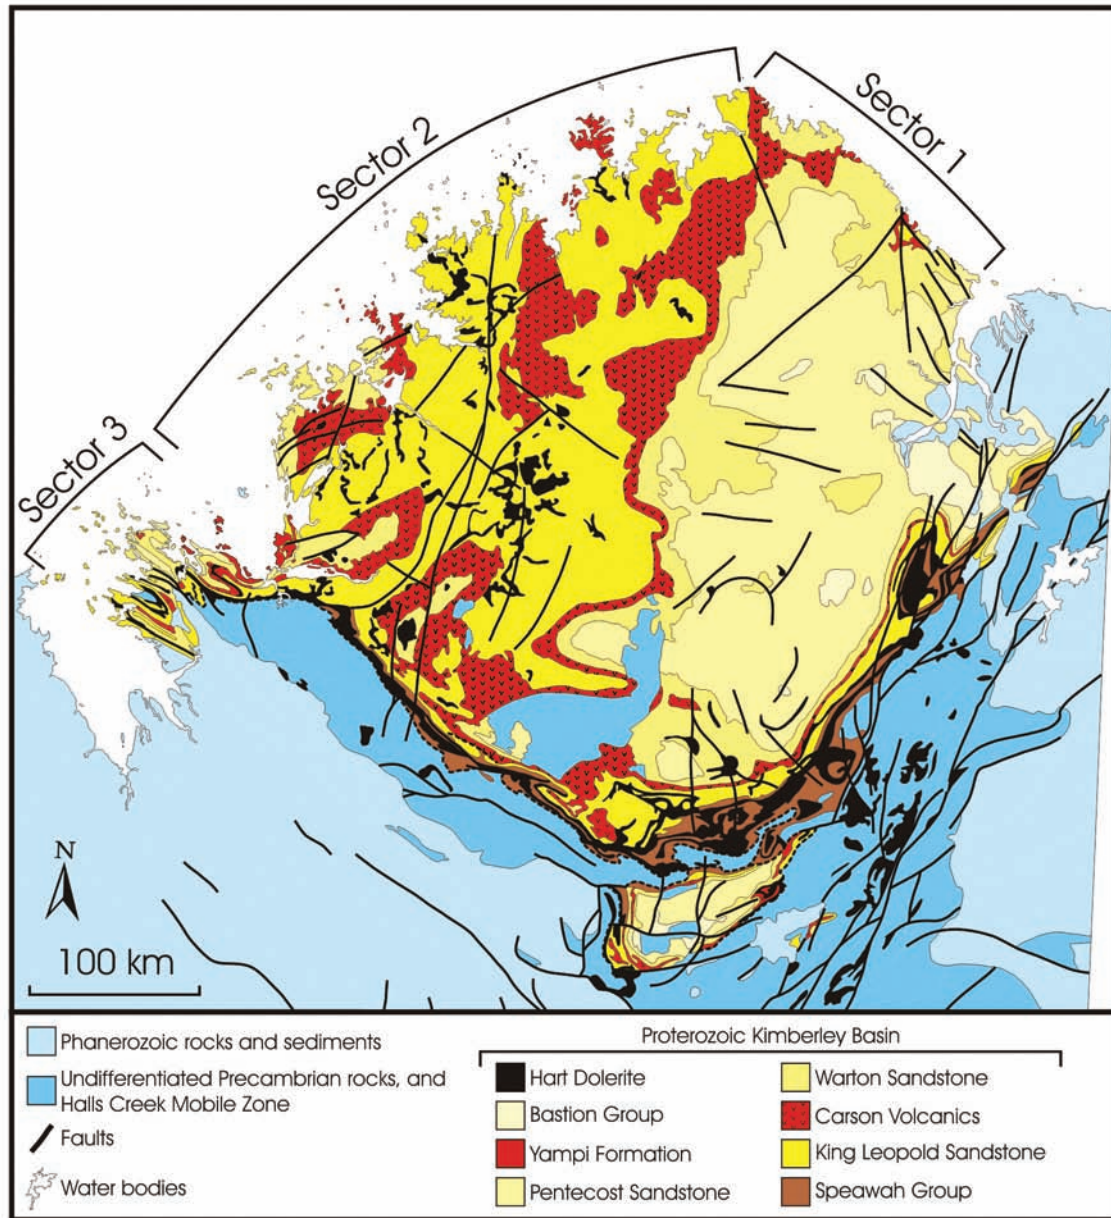 Sector 1
Sector 2
Sector 3
N
100 km
Phanerozoic rocks and sediments
Undifferentiated Precambrian rocks, and
Halls Creek Mobile Zone
Faults
Water bodies
Proterozoic Kimberley Basin
Hart Dolerite
Bastion Group
Yampi Formation
Pentecost Sandstone
Warton Sandstone
Carson Volcanics
King Leopold Sandstone
Speawah Group